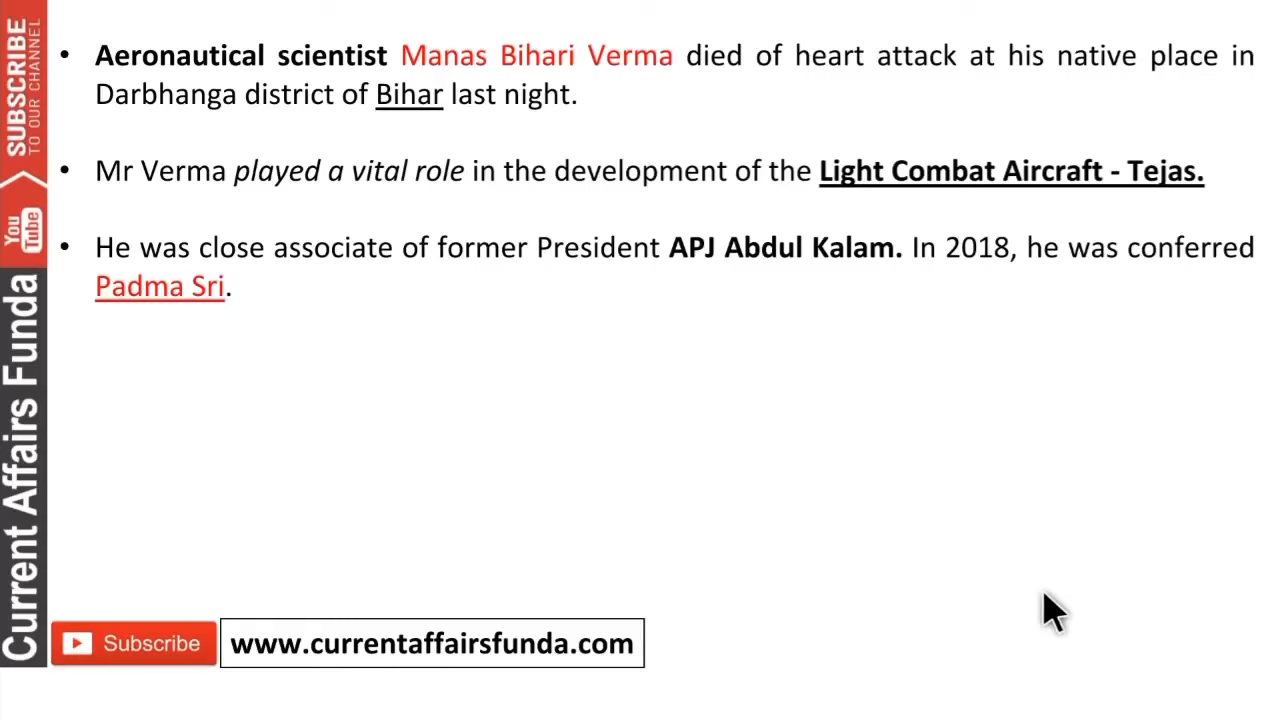 • Aeronautical scientist Manas Bihari Verma died of heart attack at his native place in
Darbhanga district of Bihar last night.
• Mr Verma played a vital role in the development of the Light Combat Aircraft - Tejas.
• He was close associate of former President APJ Abdul Kalam. In 2018, he was conferred
Padma Sri.
SUBSCRIBE
TO OUR CHANNEL
You
Tube
Current Affairs Funda
Subscribe
www.currentaffairsfunda.com